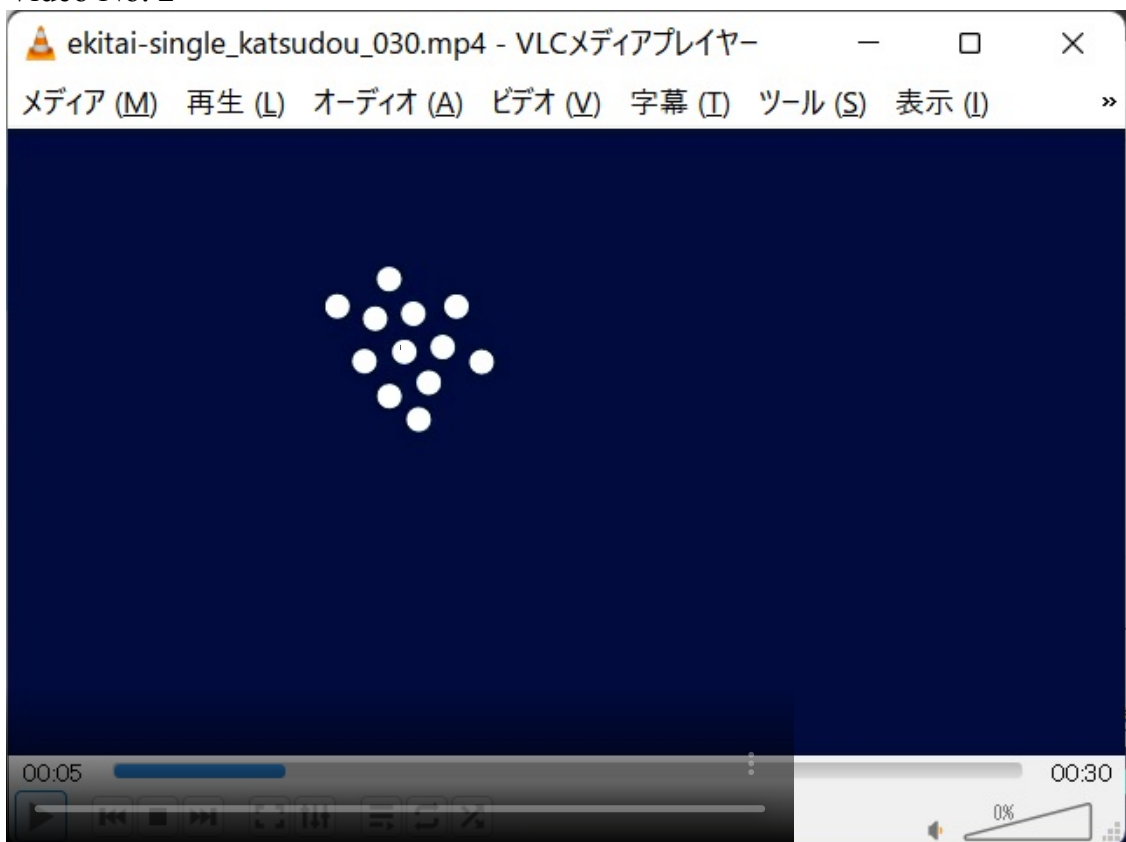 Video No. 2
ekitai-single_katsudou_030.mp4 - VLCメディアプレイヤー
メディア (M) 再生 (L) オーディオ (A) ビデオ (V) 字幕 (T) ツール (S) 表示 (I) »
00:05 00:30
0%